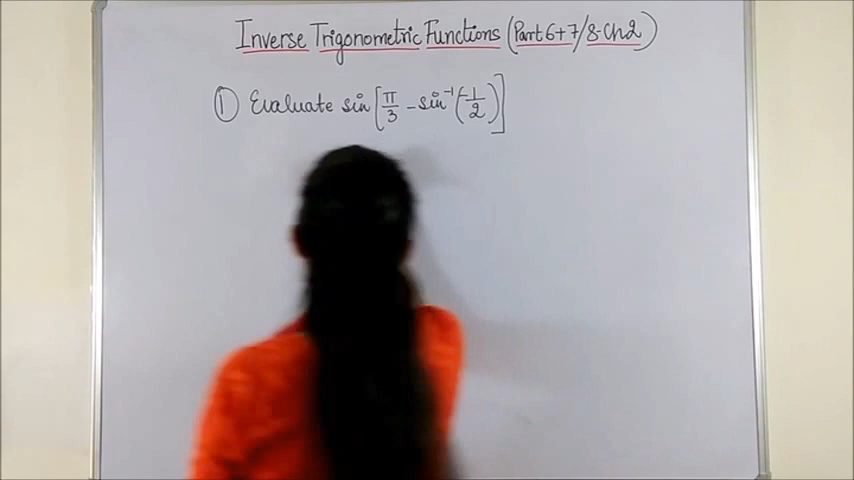 Inverse Trigonometric Functions (Part 6+7/8-Ch2)
① Evaluate sin[π/3 - sin⁻¹(-1/2)]